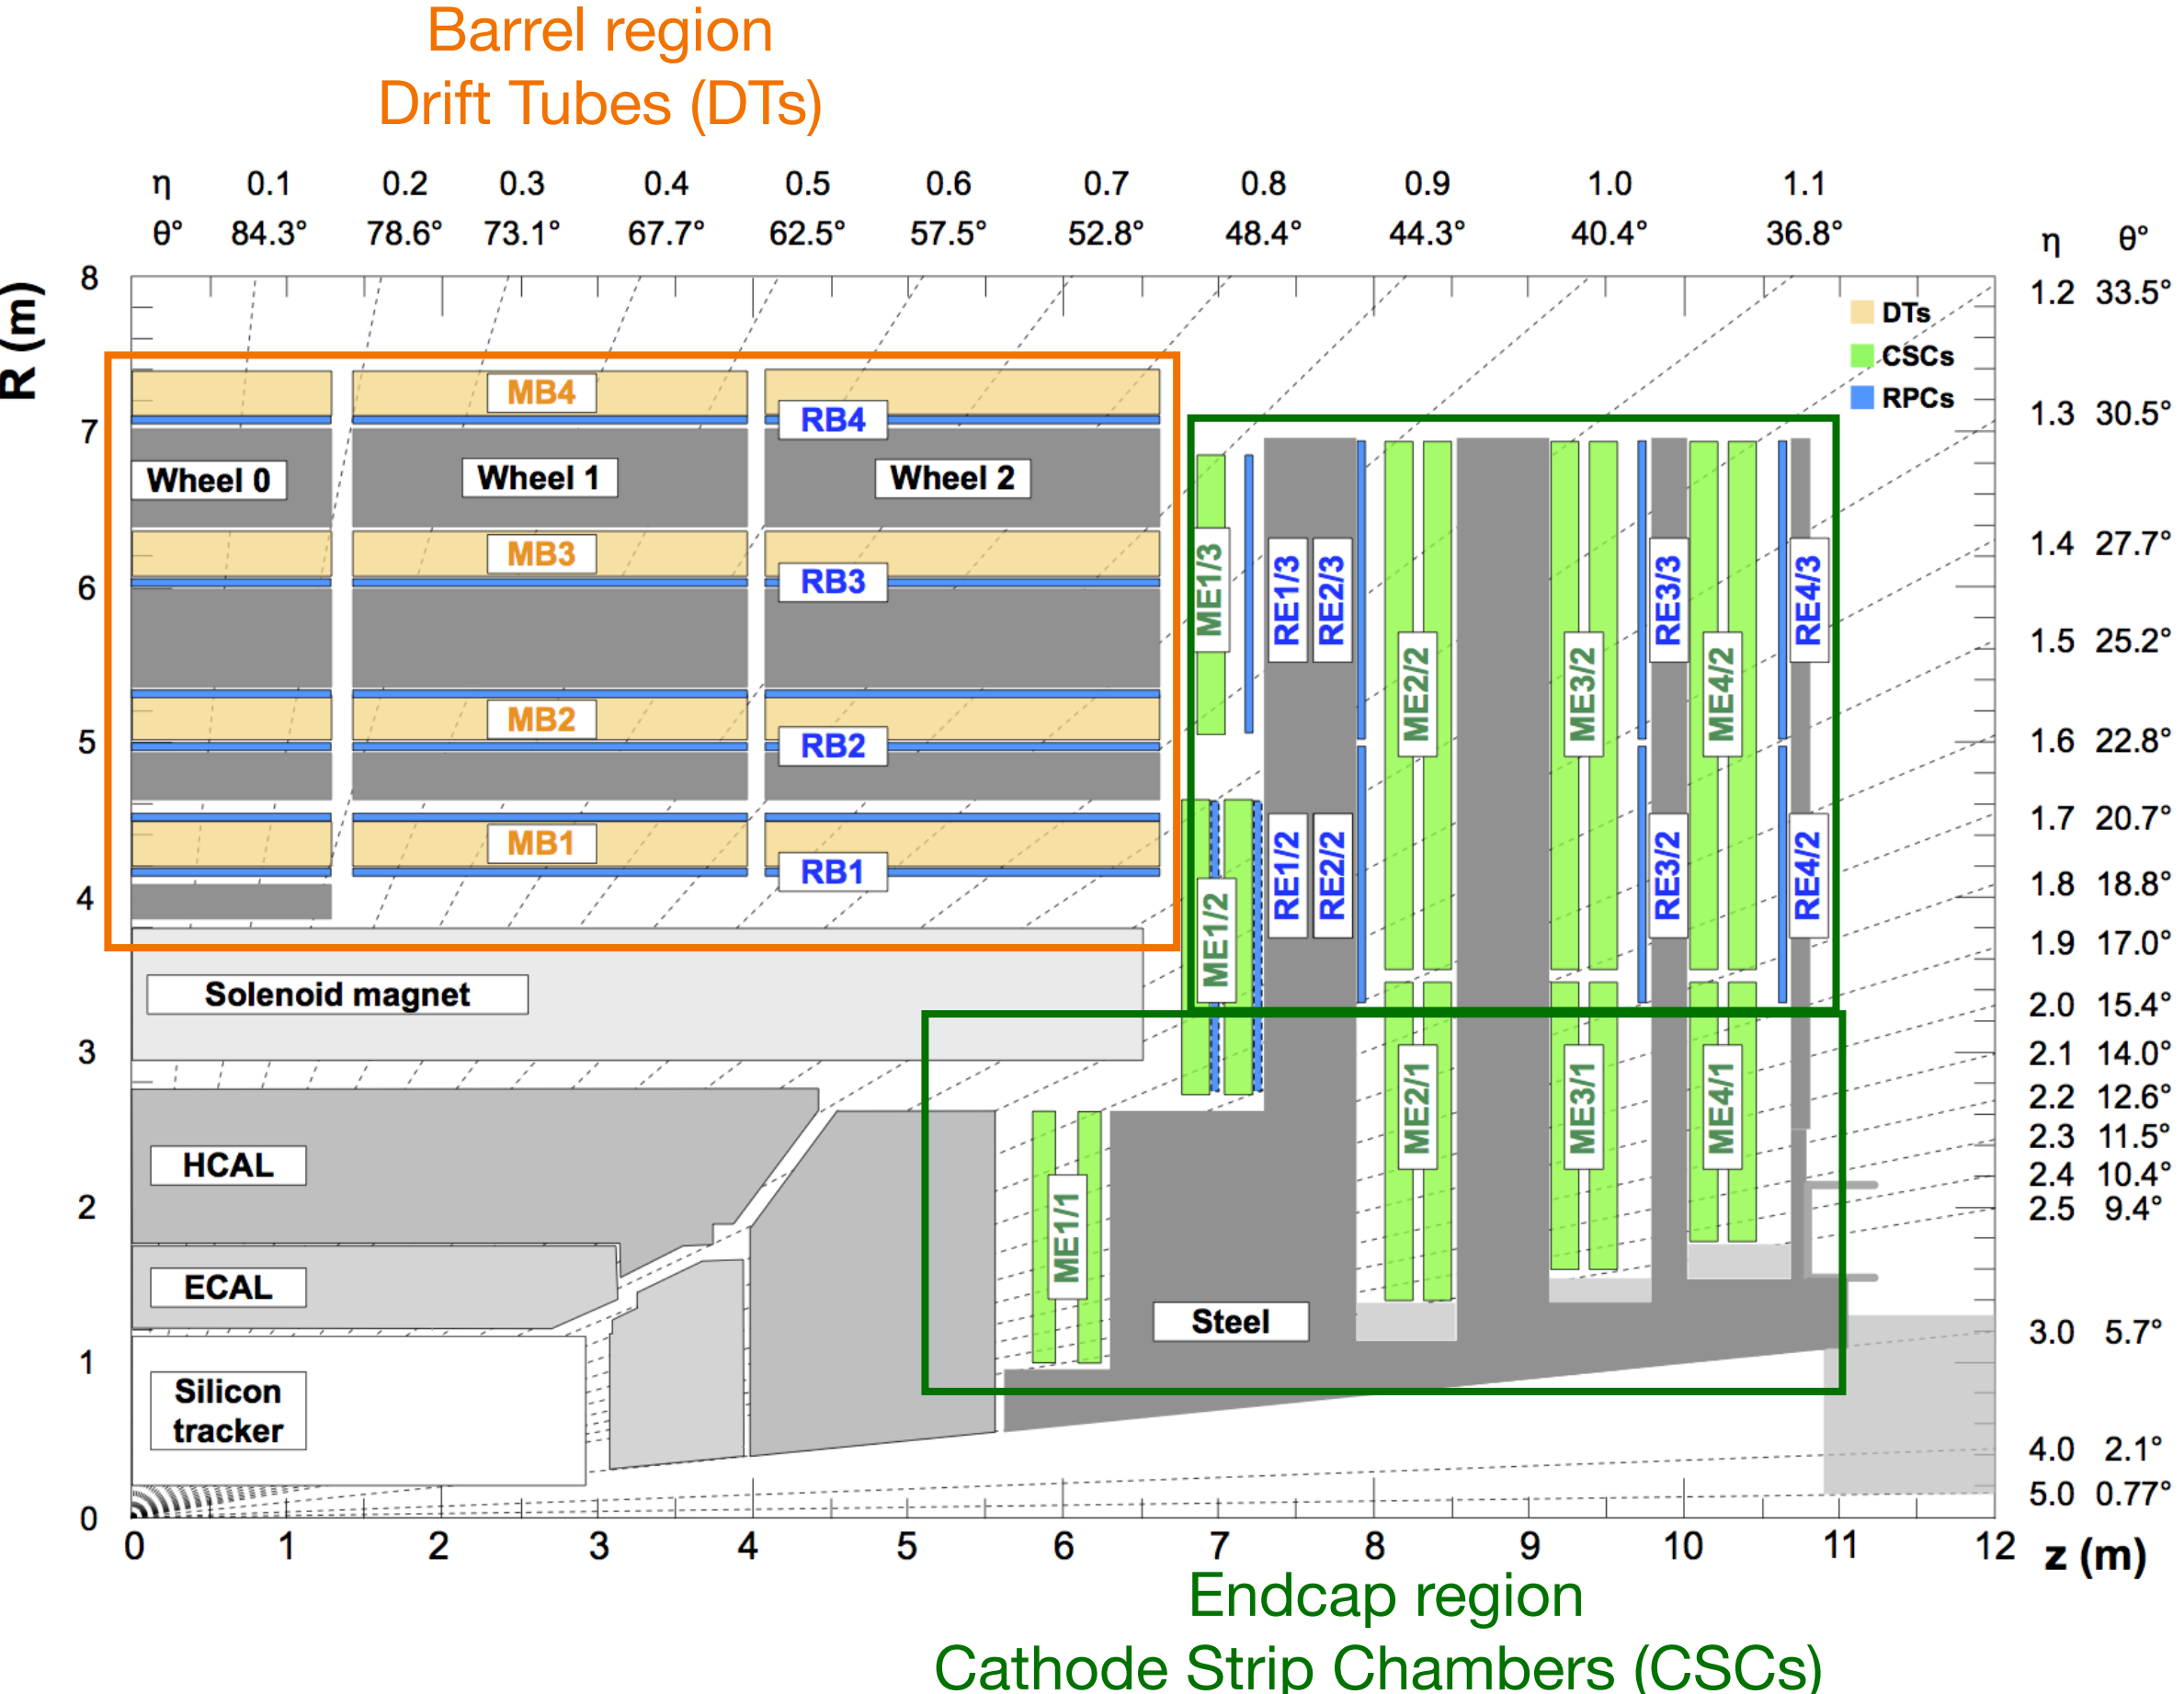 Barrel region
Drift Tubes (DTs)
η 0.1 0.2 0.3 0.4 0.5 0.6 0.7 0.8 0.9 1.0 1.1
θ° 84.3° 78.6° 73.1° 67.7° 62.5° 57.5° 52.8° 48.4° 44.3° 40.4° 36.8°
η θ°
R (m)
8
7
6
5
4
3
2
1
0
1.2 33.5°
1.3 30.5°
1.4 27.7°
1.5 25.2°
1.6 22.8°
1.7 20.7°
1.8 18.8°
1.9 17.0°
2.0 15.4°
2.1 14.0°
2.2 12.6°
2.3 11.5°
2.4 10.4°
2.5 9.4°
3.0 5.7°
4.0 2.1°
5.0 0.77°
DTs
CSCs
RPCs
MB4
RB4
Wheel 0
Wheel 1
Wheel 2
MB3
RB3
MB2
RB2
MB1
RB1
ME1/3
RE1/3
RE2/3
ME2/2
ME3/2
RE3/3
ME4/2
RE4/3
ME1/2
RE1/2
RE2/2
RE3/2
RE4/2
Solenoid magnet
HCAL
ECAL
Silicon
tracker
ME1/1
ME2/1
ME3/1
ME4/1
Steel
0 1 2 3 4 5 6 7 8 9 10 11 12
z (m)
Endcap region
Cathode Strip Chambers (CSCs)